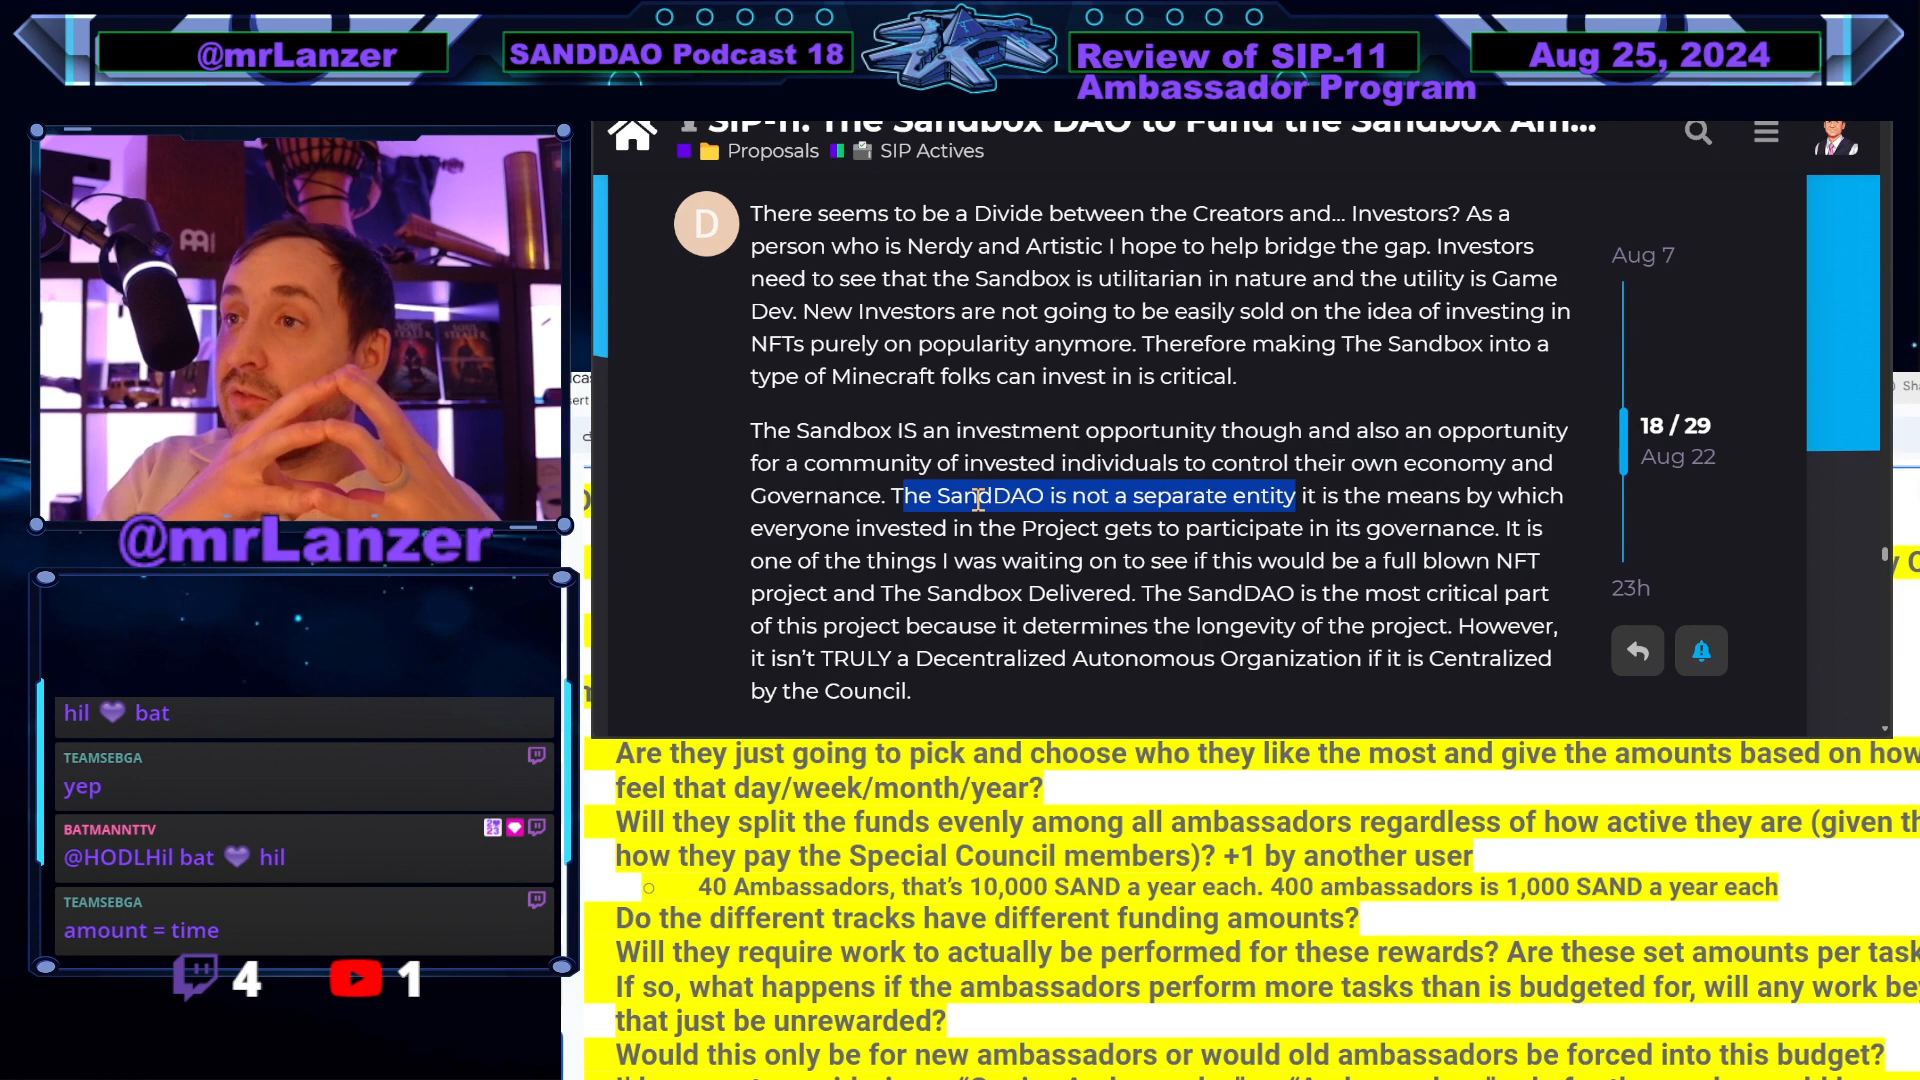 @mrLanzer
SANDDAO Podcast 18
Review of SIP-11
Ambassador Program
Aug 25, 2024
SIP-11: The Sandbox DAO to Fund the Sandbox Am...
Proposals SIP Actives
D
There seems to be a Divide between the Creators and... Investors? As a
person who is Nerdy and Artistic I hope to help bridge the gap. Investors
need to see that the Sandbox is utilitarian in nature and the utility is Game
Dev. New Investors are not going to be easily sold on the idea of investing in
NFTs purely on popularity anymore. Therefore making The Sandbox into a
type of Minecraft folks can invest in is critical.
The Sandbox IS an investment opportunity though and also an opportunity
for a community of invested individuals to control their own economy and
Governance. The SandDAO is not a separate entity it is the means by which
everyone invested in the Project gets to participate in its governance. It is
one of the things I was waiting on to see if this would be a full blown NFT
project and The Sandbox Delivered. The SandDAO is the most critical part
of this project because it determines the longevity of the project. However,
it isn't TRULY a Decentralized Autonomous Organization if it is Centralized
by the Council.
Aug 7
18 / 29
Aug 22
23h
SOUL STEALER
SOUL STEALER
@mrLanzer
hil 💜 bat
TEAMSEBGA
yep
BATMANNTTV
@HODLHil bat 💜 hil
TEAMSEBGA
amount = time
4
1
Are they just going to pick and choose who they like the most and give the amounts based on how
feel that day/week/month/year?
Will they split the funds evenly among all ambassadors regardless of how active they are (given th
how they pay the Special Council members)? +1 by another user
○ 40 Ambassadors, that's 10,000 SAND a year each. 400 ambassadors is 1,000 SAND a year each
Do the different tracks have different funding amounts?
Will they require work to actually be performed for these rewards? Are these set amounts per task
If so, what happens if the ambassadors perform more tasks than is budgeted for, will any work bey
that just be unrewarded?
Would this only be for new ambassadors or would old ambassadors be forced into this budget?